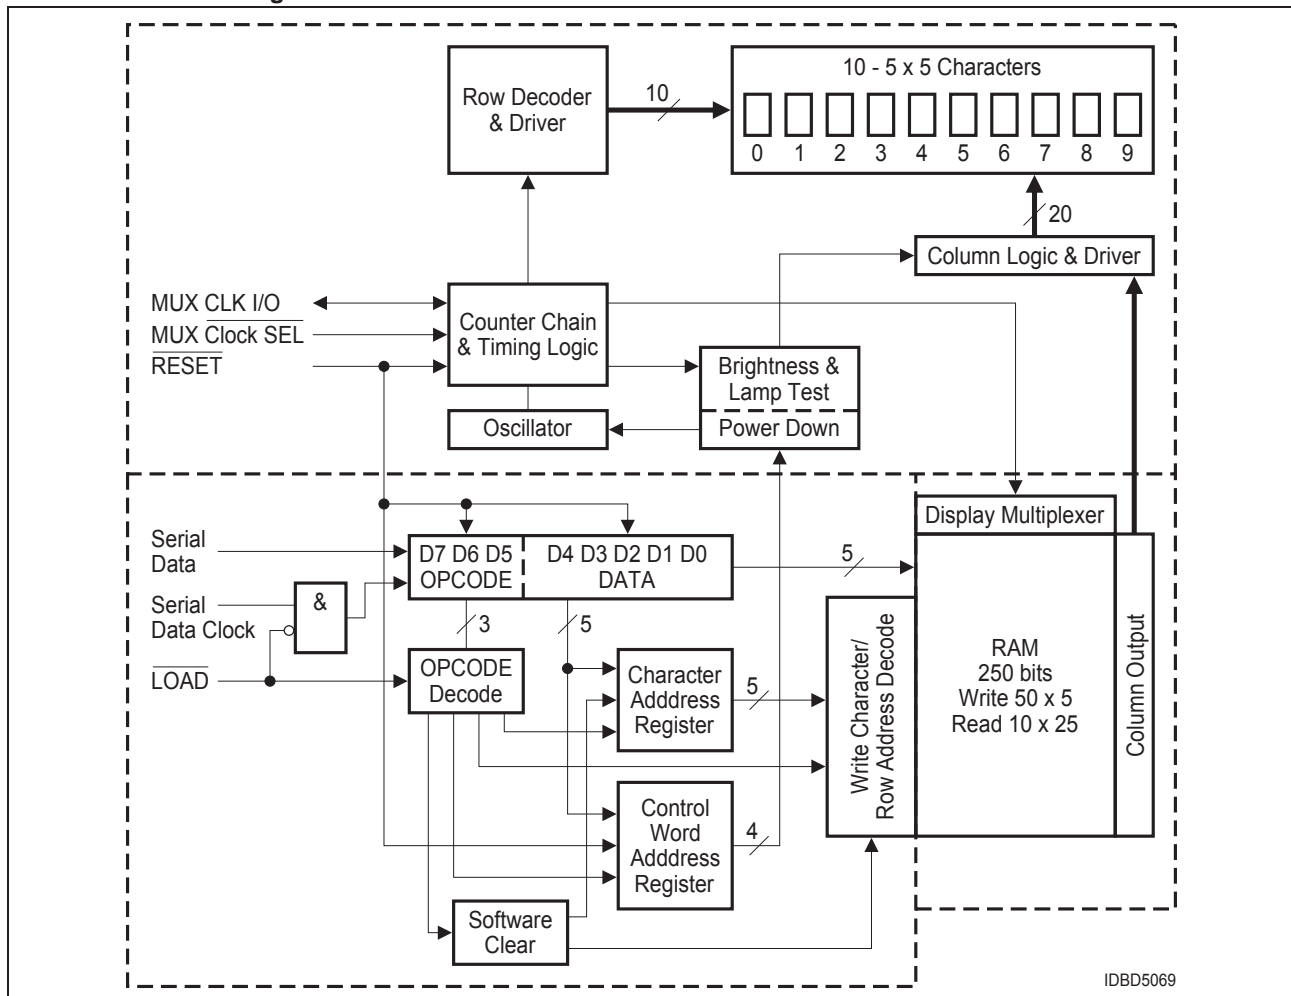 10 - 5 x 5 Characters
Row Decoder
& Driver
10
0 1 2 3 4 5 6 7 8 9
20
Column Logic & Driver
MUX CLK I/O
MUX Clock SEL
RESET
Counter Chain
& Timing Logic
Brightness &
Lamp Test
Oscillator
Power Down
Display Multiplexer
Serial
Data
D7 D6 D5
OPCODE
D4 D3 D2 D1 D0
DATA
5
Serial
Data Clock
&
3
5
LOAD
OPCODE
Decode
Character
Adddress
Register
5
Write Character/
Row Address Decode
RAM
250 bits
Write 50 x 5
Read 10 x 25
Column Output
Control
Word
Adddress
Register
4
Software
Clear
IDBD5069